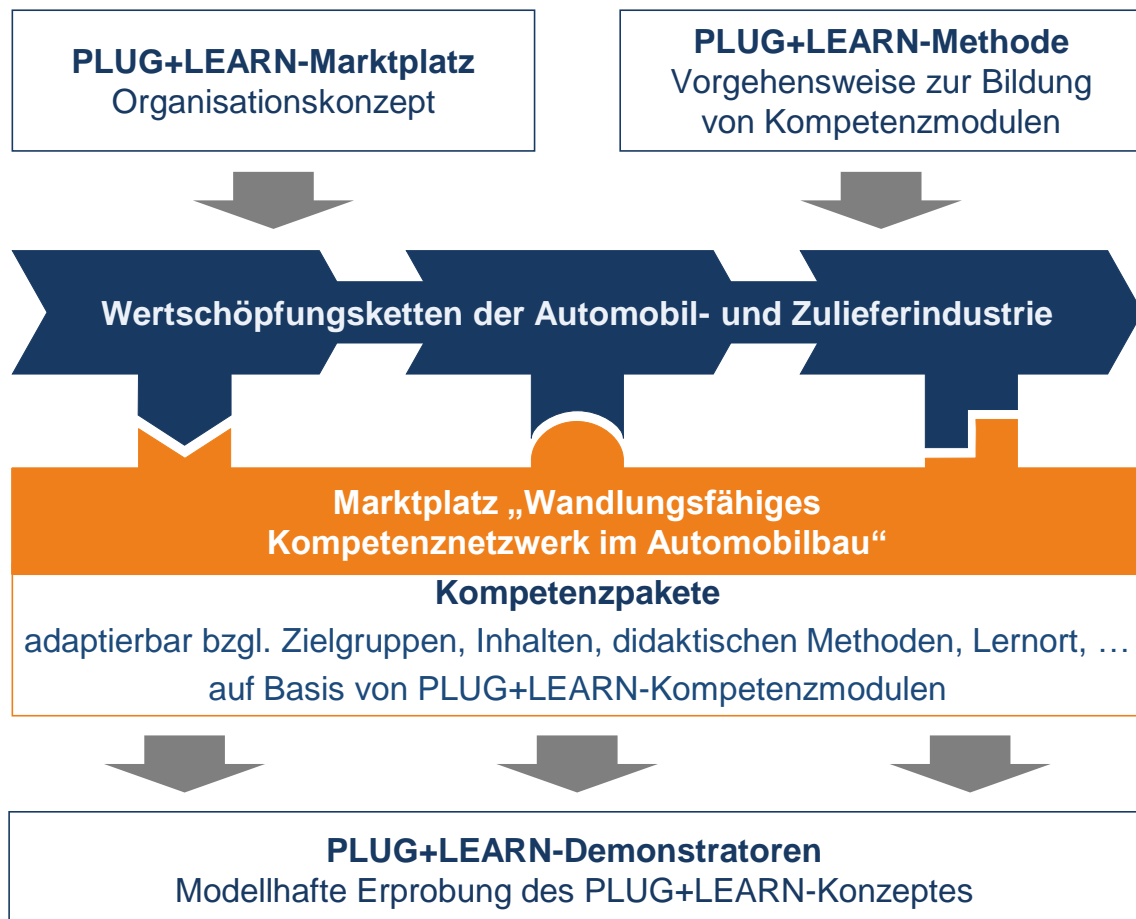 PLUG+LEARN-Marktplatz
Organisationskonzept
PLUG+LEARN-Methode
Vorgehensweise zur Bildung
von Kompetenzmodulen
Wertschöpfungsketten der Automobil- und Zulieferindustrie
Marktplatz „Wandlungsfähiges
Kompetenznetzwerk im Automobilbau“
Kompetenzpakete
adaptierbar bzgl. Zielgruppen, Inhalten, didaktischen Methoden, Lernort, …
auf Basis von PLUG+LEARN-Kompetenzmodulen
PLUG+LEARN-Demonstratoren
Modellhafte Erprobung des PLUG+LEARN-Konzeptes